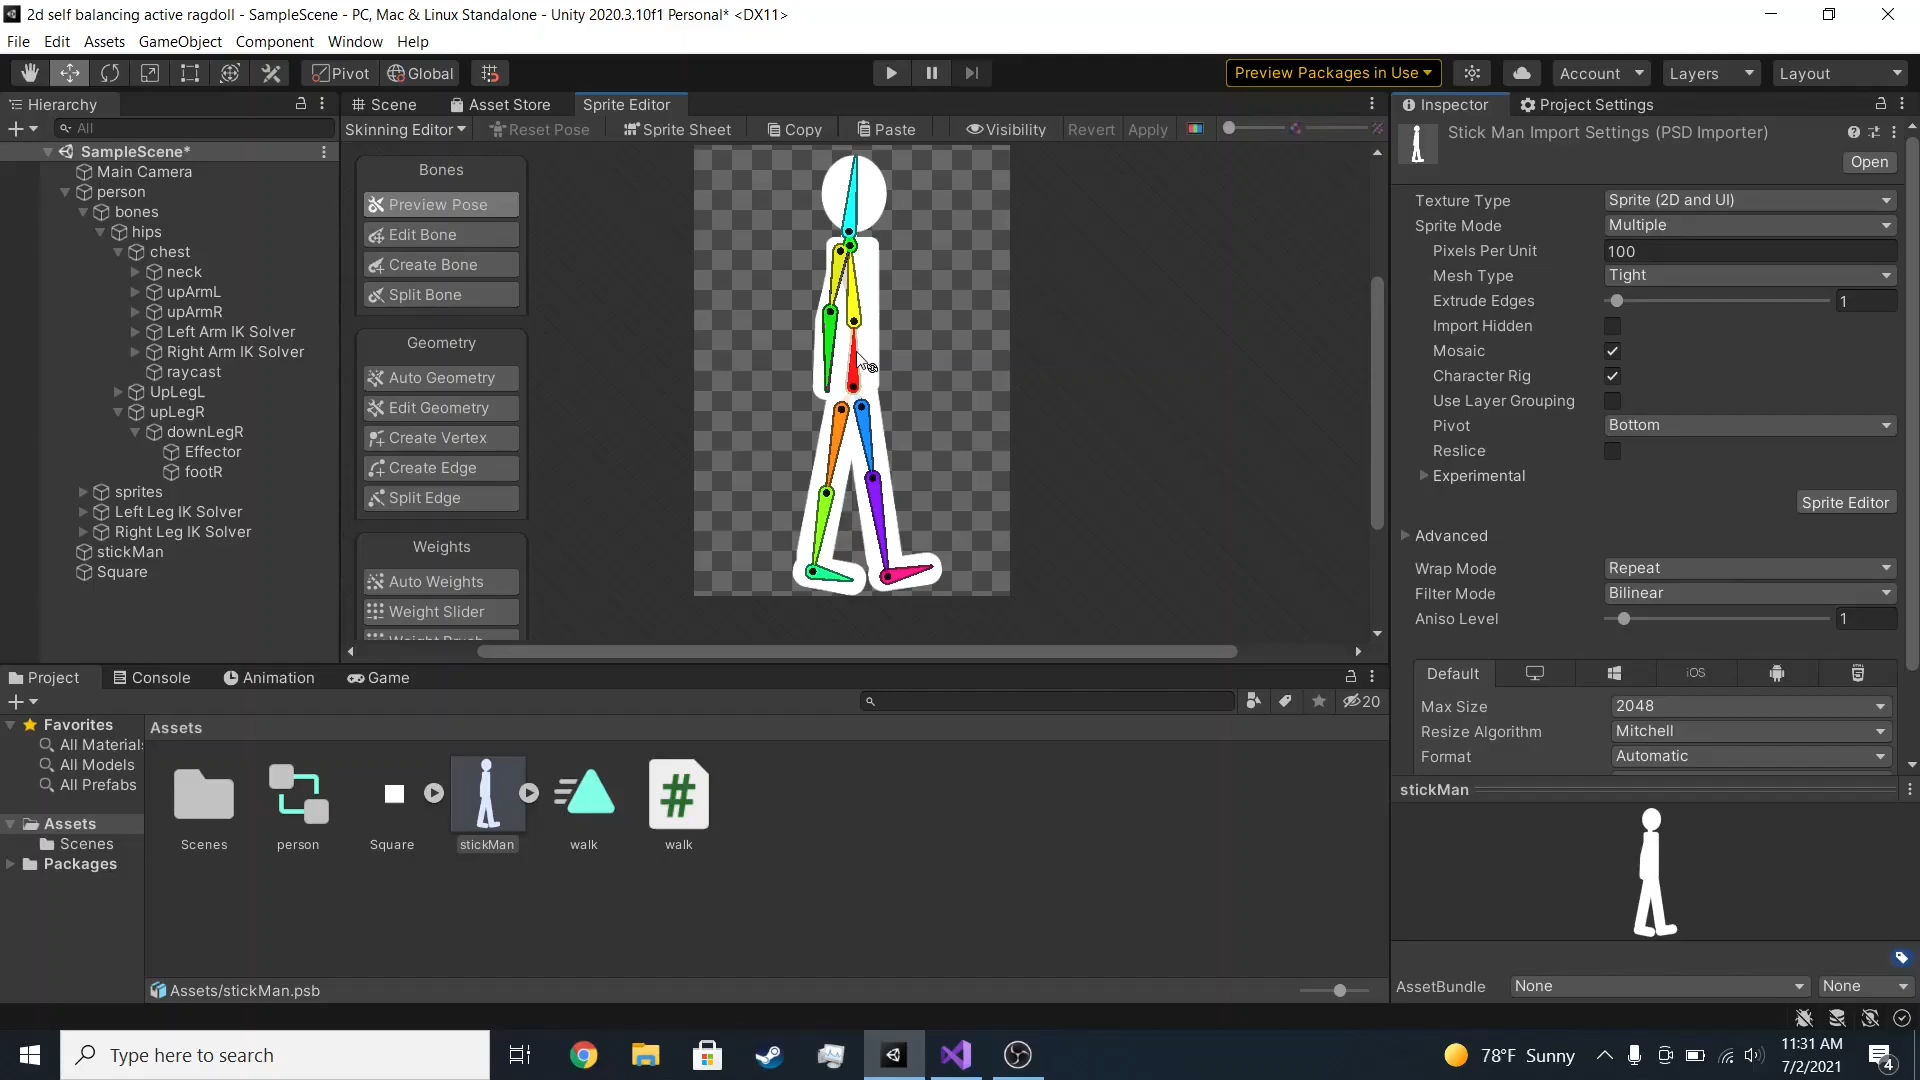 2d self balancing active ragdoll - SampleScene - PC, Mac & Linux Standalone - Unity 2020.3.10f1 Personal* <DX11>
File Edit Assets GameObject Component Window Help
Pivot Global Preview Packages in Use Account Layers Layout
Hierarchy
All
SampleScene*
Main Camera
person
bones
hips
chest
neck
upArmL
upArmR
Left Arm IK Solver
Right Arm IK Solver
raycast
UpLegL
upLegR
downLegR
Effector
footR
sprites
Left Leg IK Solver
Right Leg IK Solver
stickMan
Square
Scene Asset Store Sprite Editor
Skinning Editor Reset Pose Sprite Sheet Copy Paste Visibility Revert Apply
Bones
Preview Pose
Edit Bone
Create Bone
Split Bone
Geometry
Auto Geometry
Edit Geometry
Create Vertex
Create Edge
Split Edge
Weights
Auto Weights
Weight Slider
Inspector Project Settings
Stick Man Import Settings (PSD Importer)
Open
Texture Type Sprite (2D and UI)
Sprite Mode Multiple
Pixels Per Unit 100
Mesh Type Tight
Extrude Edges 1
Import Hidden
Mosaic
Character Rig
Use Layer Grouping
Pivot Bottom
Reslice
Experimental
Sprite Editor
Advanced
Wrap Mode Repeat
Filter Mode Bilinear
Aniso Level 1
Default iOS
Max Size 2048
Resize Algorithm Mitchell
Format Automatic
stickMan
AssetBundle None None
Project Console Animation Game
20
Favorites
All Material
All Models
All Prefabs
Assets
Scenes
Packages
Assets
Scenes person Square stickMan walk walk
Assets/stickMan.psb
Type here to search
78°F Sunny
11:31 AM
7/2/2021
4